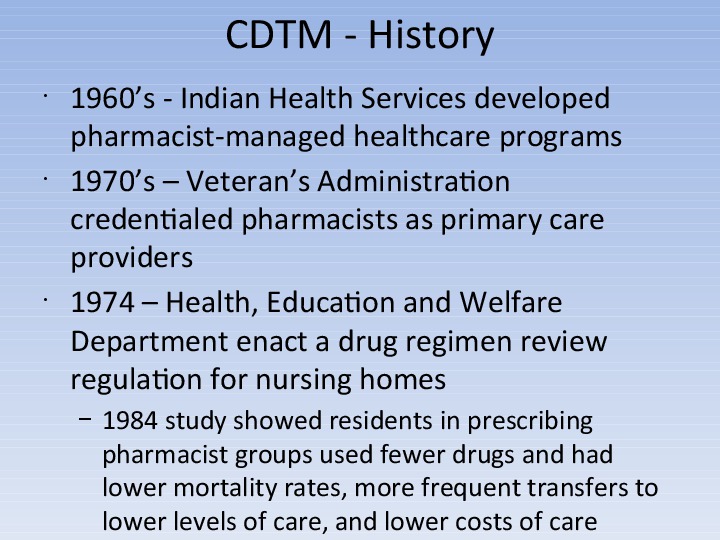 CDTM - History
· 1960’s - Indian Health Services developed
pharmacist-managed healthcare programs
· 1970’s – Veteran’s Administration
credentialed pharmacists as primary care
providers
· 1974 – Health, Education and Welfare
Department enact a drug regimen review
regulation for nursing homes
– 1984 study showed residents in prescribing
pharmacist groups used fewer drugs and had
lower mortality rates, more frequent transfers to
lower levels of care, and lower costs of care